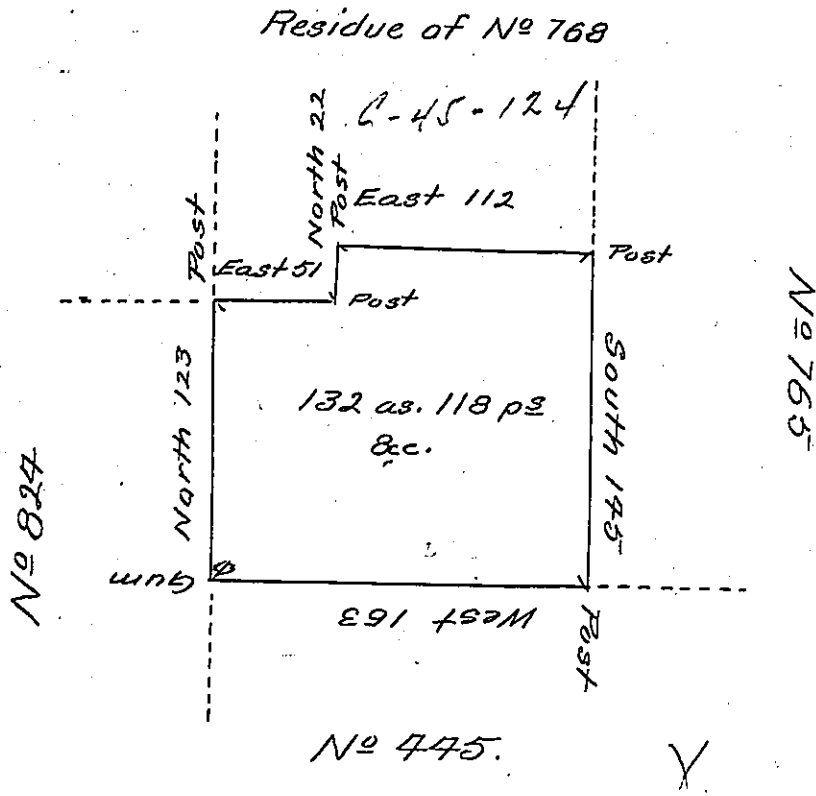 Residue of Nº 768
C-45-124
North 22
Post
East 112
Post
Post
East 51
Post
North 123
South 145
Nº 765
132 as. 118 ps
&c.
Nº 824
Gum
West 163
Post
Nº 445.